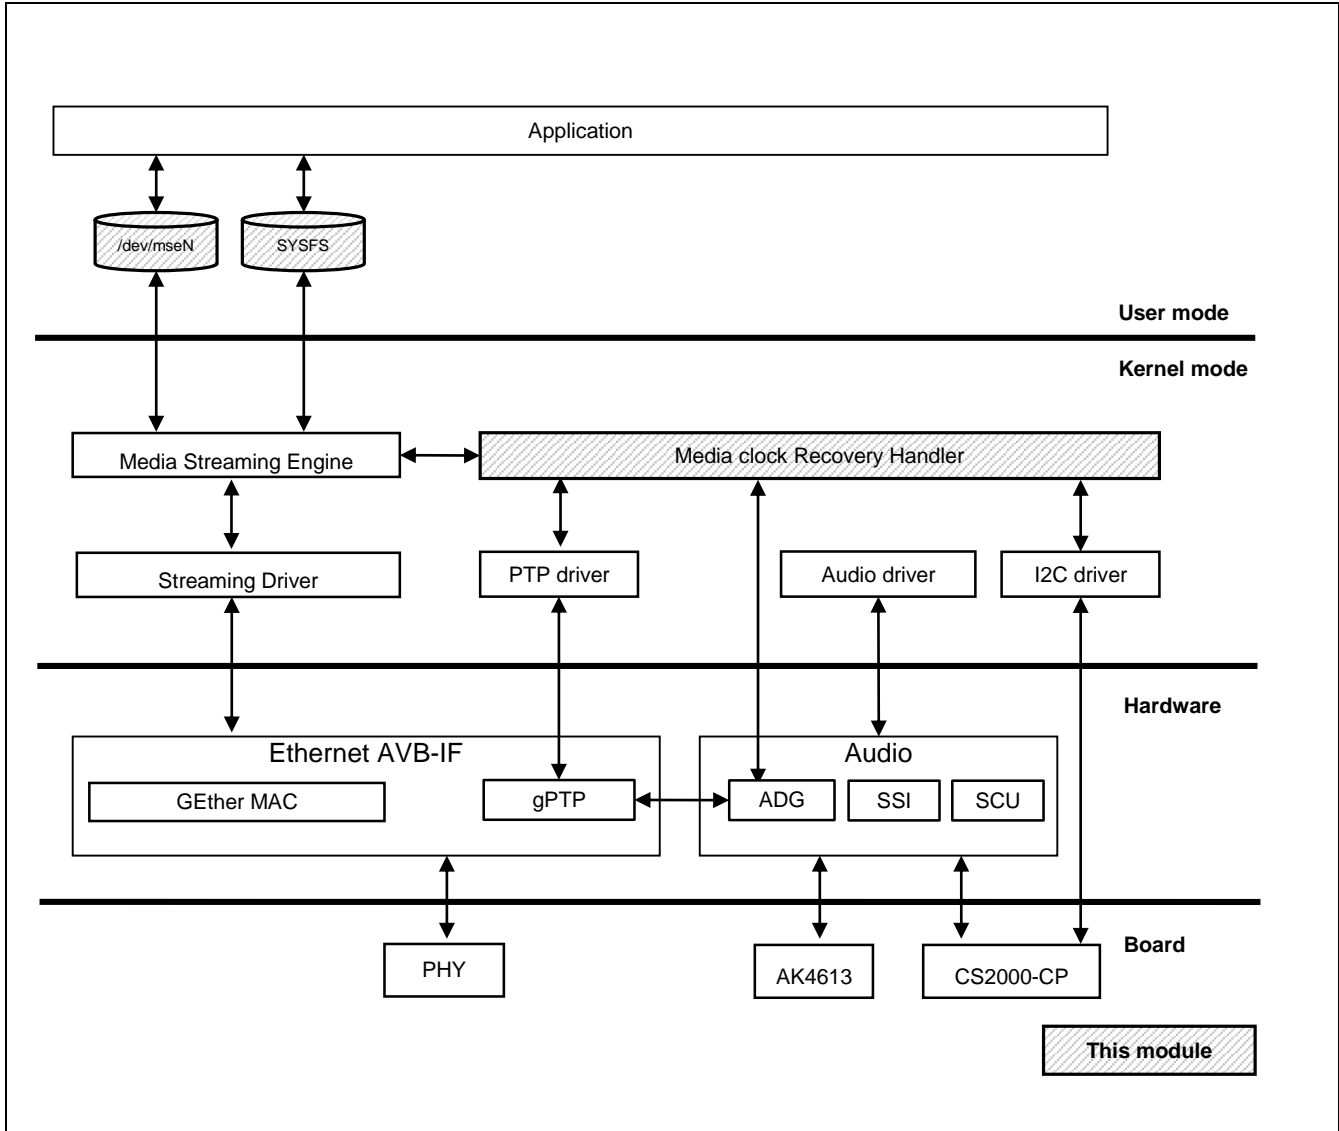 Application
/dev/mseN
SYSFS
User mode
Kernel mode
Media Streaming Engine
Media clock Recovery Handler
Streaming Driver
PTP driver
Audio driver
I2C driver
Hardware
Ethernet AVB-IF
Audio
GEther MAC
gPTP
ADG
SSI
SCU
Board
PHY
AK4613
CS2000-CP
This module